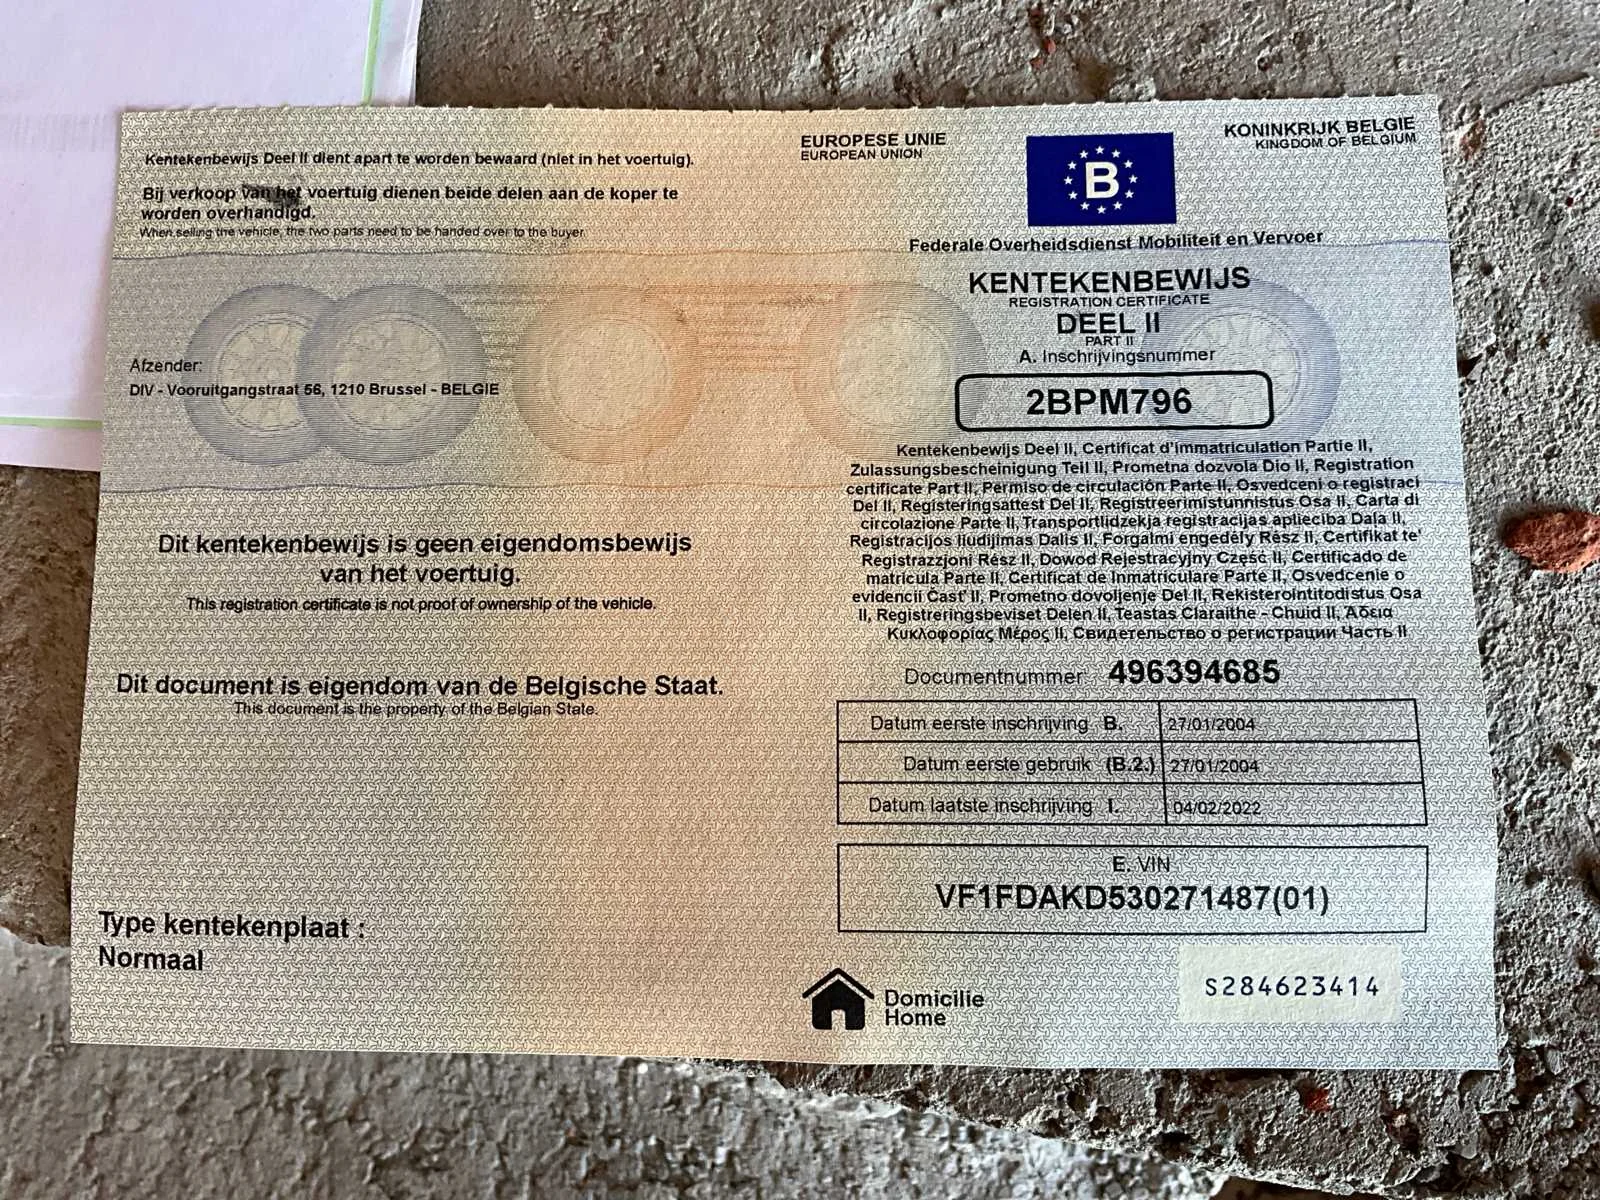 Kentekenbewijs Deel II dient apart te worden bewaard (niet in het voertuig).
Bij verkoop van het voertuig dienen beide delen aan de koper te
worden overhandigd.
When selling the vehicle, the two parts need to be handed over to the buyer.
Afzender:
DIV - Vooruitgangstraat 56, 1210 Brussel - BELGIE
Dit kentekenbewijs is geen eigendomsbewijs
van het voertuig.
This registration certificate is not proof of ownership of the vehicle.
Dit document is eigendom van de Belgische Staat.
This document is the property of the Belgian State.
Type kentekenplaat :
Normaal
EUROPESE UNIE
EUROPEAN UNION
B
KONINKRIJK BELGIE
KINGDOM OF BELGIUM
Federale Overheidsdienst Mobiliteit en Vervoer
KENTEKENBEWIJS
REGISTRATION CERTIFICATE
DEEL II
PART II
A. Inschrijvingsnummer
2BPM796
Kentekenbewijs Deel II, Certificat d'immatriculation Partie II,
Zulassungsbescheinigung Teil II, Prometna dozvola Dio II, Registration
certificate Part II, Permiso de circulación Parte II, Osvedceni o registraci
Del II, Registeringsattest Del II, Registreerimistunnistus Osa II, Carta di
circolazione Parte II, Transportlidzekja registracijas aplieciba Dala II,
Registracijos liudijimas Dalis II, Forgalmi engedély Rész II, Certifikat te'
Registrazzjoni Rész II, Dowod Rejestracyjny Część II, Certificado de
matricula Parte II, Certificat de Inmatriculare Partea II, Osvedcenie o
evidencii Čast' II, Prometno dovoljenje Del II, Rekisterointitodistus Osa
II, Registreringsbeviset Delen II, Teastas Claraithe - Chuid II, Άδεια
Κυκλοφορίας Μέρος II, Свидетельство о регистрации Часть II
Documentnummer: 496394685
Datum eerste inschrijving B. 27/01/2004
Datum eerste gebruik (B.2.) 27/01/2004
Datum laatste inschrijving I. 04/02/2022
E. VIN
VF1FDAKD530271487(01)
Domicilie
Home
S284623414